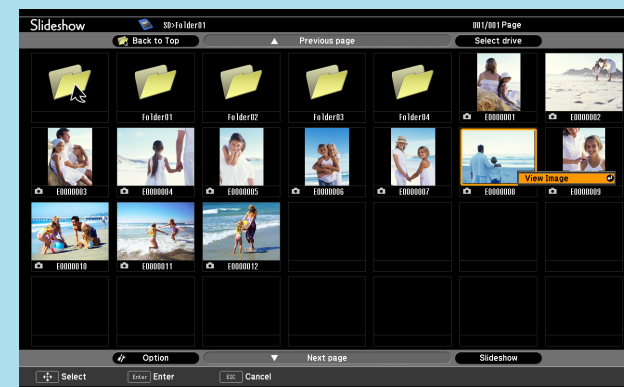 Slideshow SD>Folder01 001/001 Page
Back to Top Previous page Select drive
Folder01 Folder02 Folder03 Folder04 E0000001 E0000002
E0000003 E0000004 E0000005 E0000006 E0000007 E0000008 E0000009
View Image
E0000010 E0000011 E0000012
Option Next page Slideshow
Select Enter Enter ESC Cancel